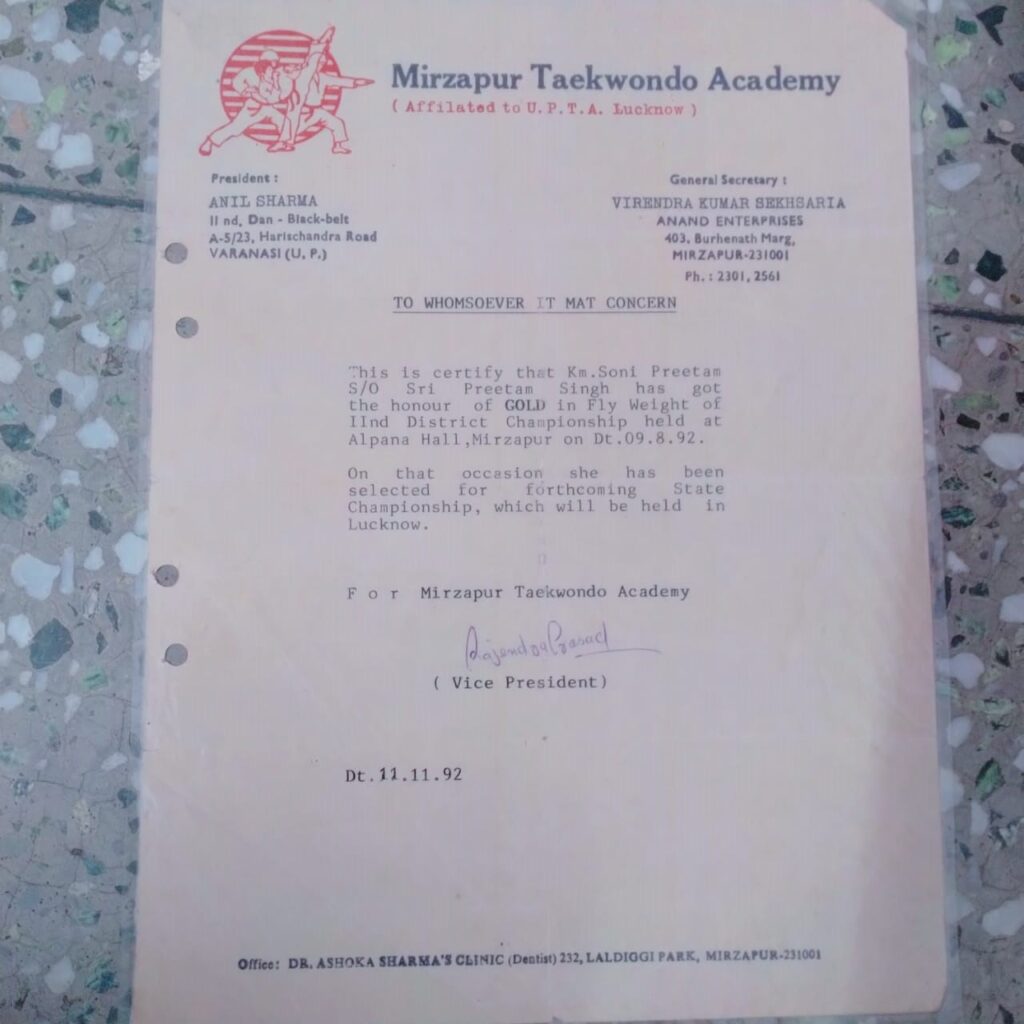 Mirzapur Taekwondo Academy
( Affilated to U.P.T.A. Lucknow )
President :
ANIL SHARMA
II nd, Dan - Black-belt
A-5/23, Harischandra Road
VARANASI (U. P.)
General Secretary :
VIRENDRA KUMAR SEKHSARIA
ANAND ENTERPRISES
403, Burhenath Marg,
MIRZAPUR-231001
Ph. : 2301, 2561
TO WHOMSOEVER IT MAT CONCERN
This is certify that Km.Soni Preetam
S/O Sri Preetam Singh has got
the honour of GOLD in Fly Weight of
IInd District Championship held at
Alpana Hall,Mirzapur on Dt.09.8.92.
On that occasion she has been
selected for forthcoming State
Championship, which will be held in
Lucknow.
For Mirzapur Taekwondo Academy
Rajendra Prasad
( Vice President)
Dt.11.11.92
Office: DR. ASHOKA SHARMA'S CLINIC (Dentist) 232, LALDIGGI PARK, MIRZAPUR-231001